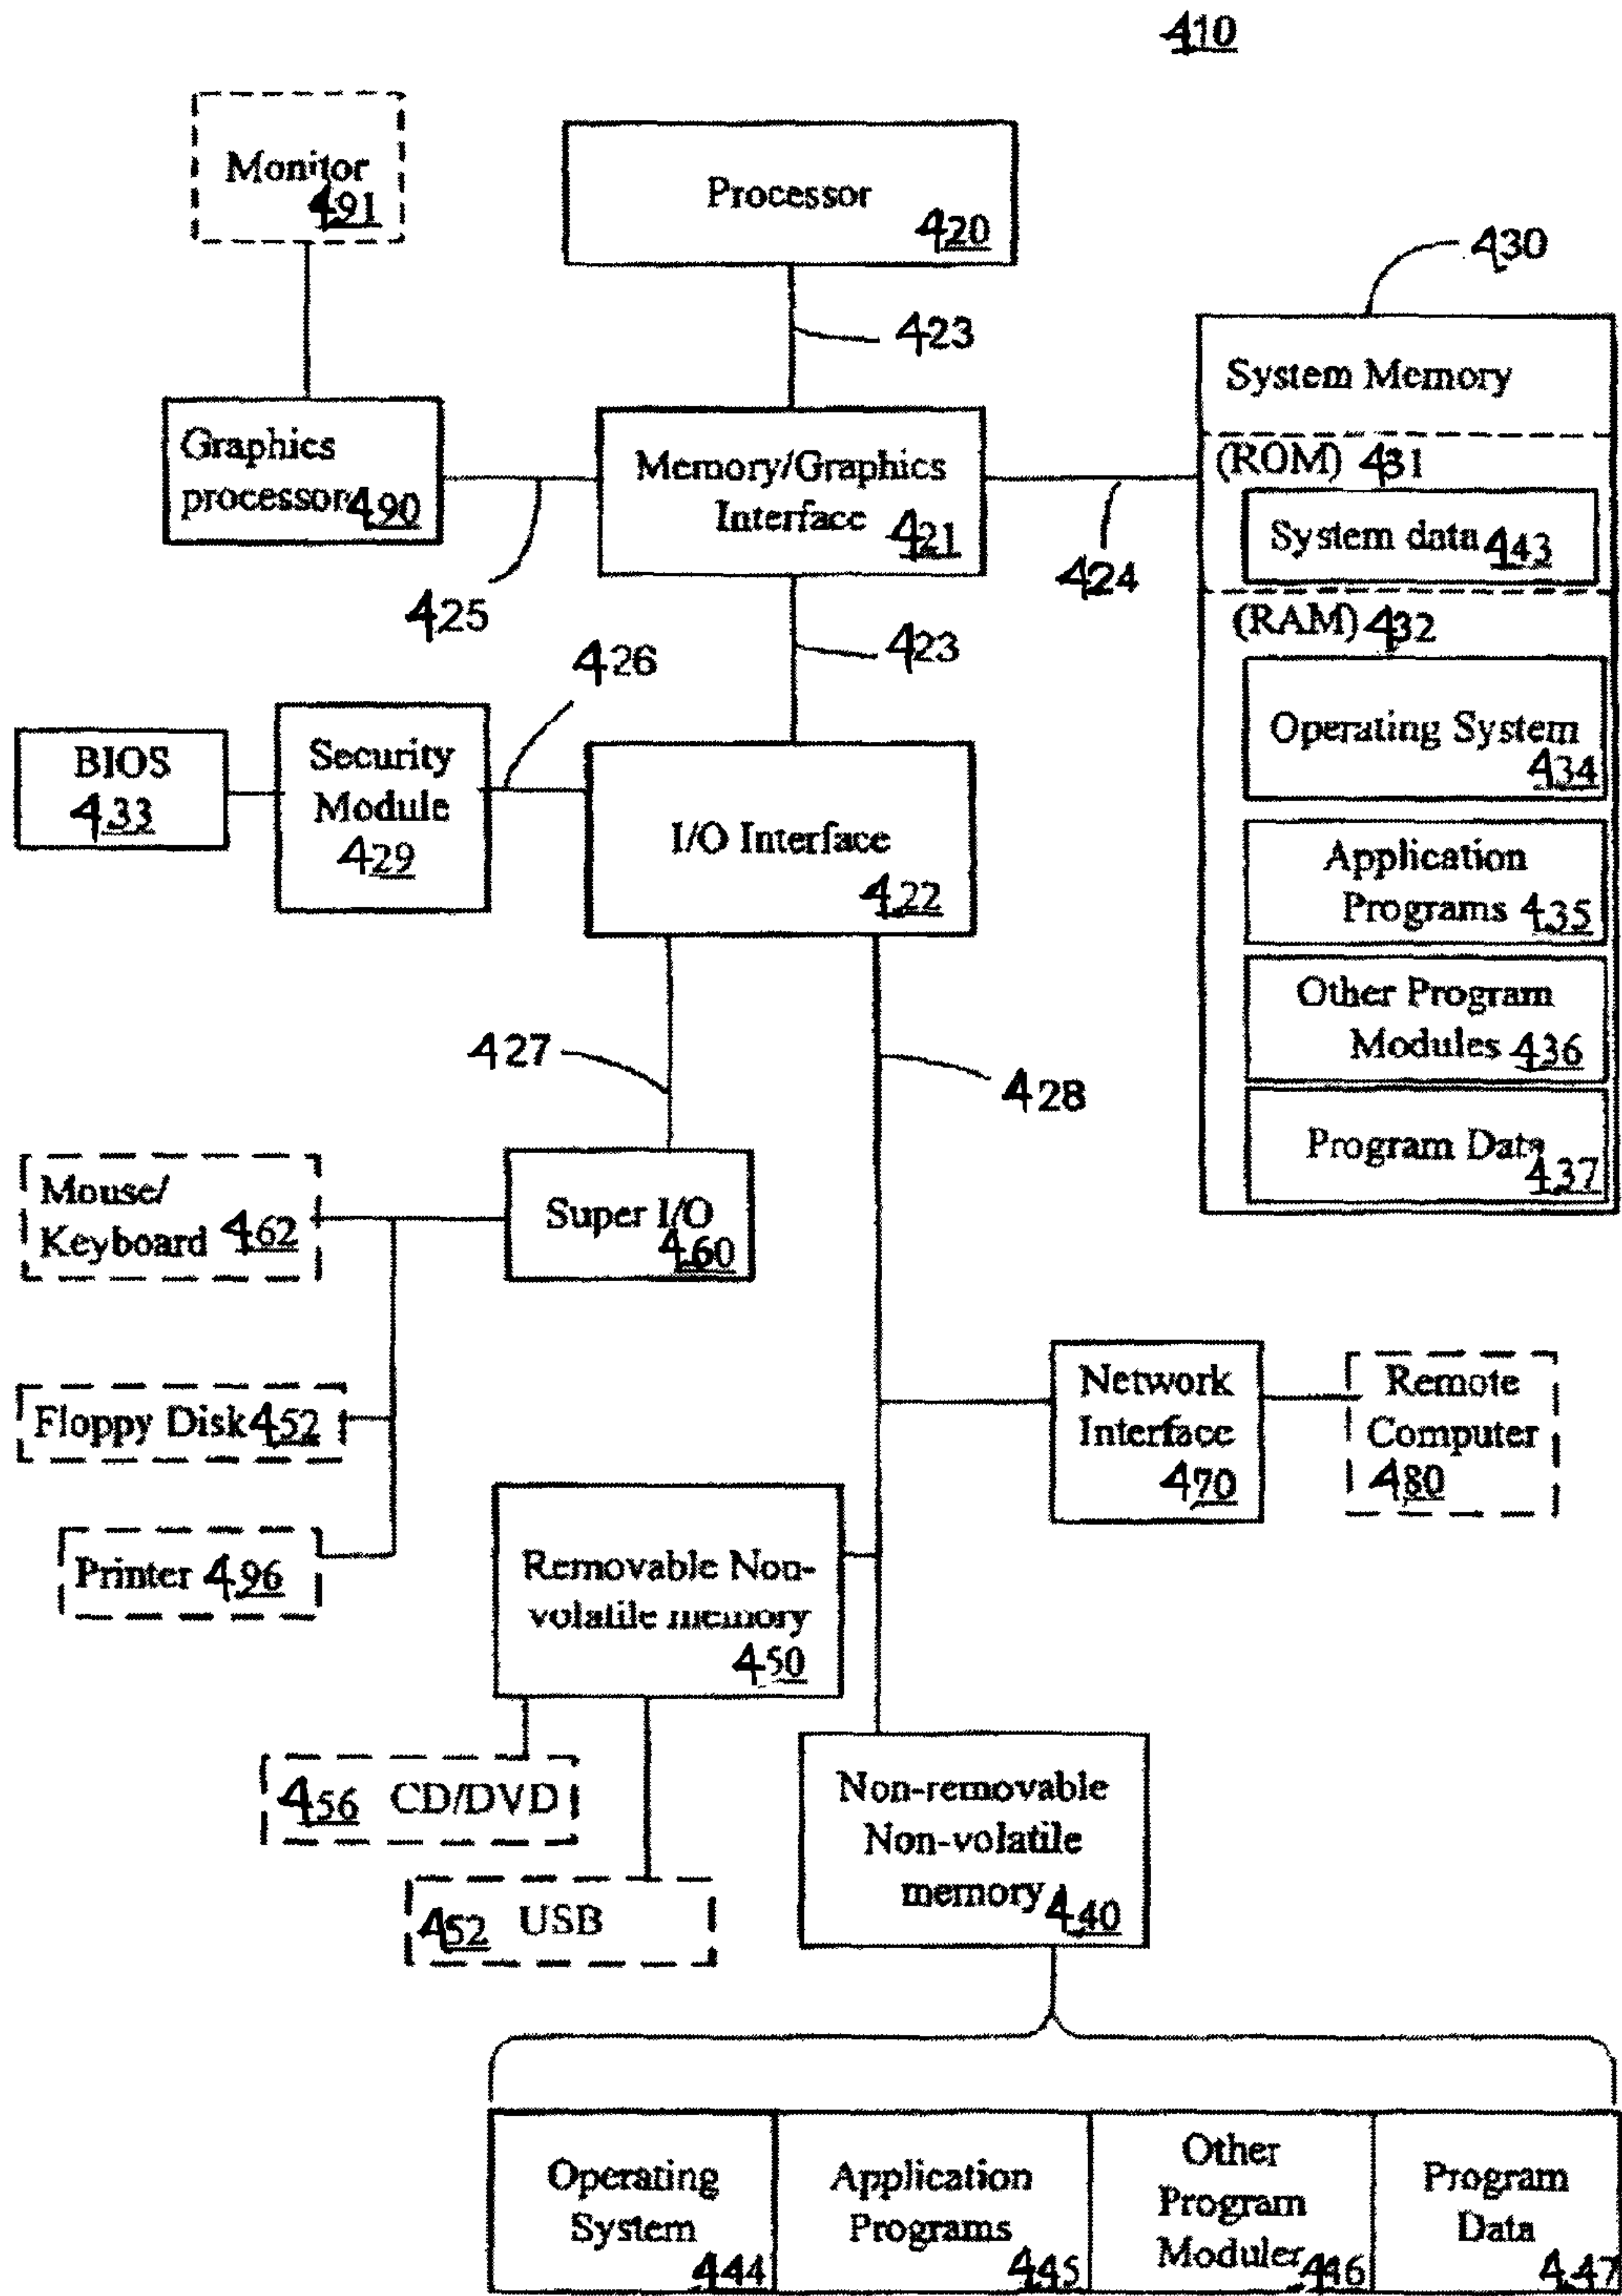 410
Monitor
491
Processor
420
430
423
System Memory
Graphics
processor 490
Memory/Graphics
Interface
421
(ROM) 431
System data 443
424
425
(RAM) 432
423
426
Operating System
434
BIOS
433
Security
Module
429
I/O Interface
422
Application
Programs 435
Other Program
Modules 436
427
428
Program Data
437
Mouse/
Keyboard 462
Super I/O
460
Network
Interface
470
Remote
Computer
480
Floppy Disk 452
Removable Non-
volatile memory
450
Printer 496
456 CD/DVD
Non-removable
Non-volatile
memory 440
452 USB
Operating
System
444
Application
Programs
445
Other
Program
Moduler 446
Program
Data
447